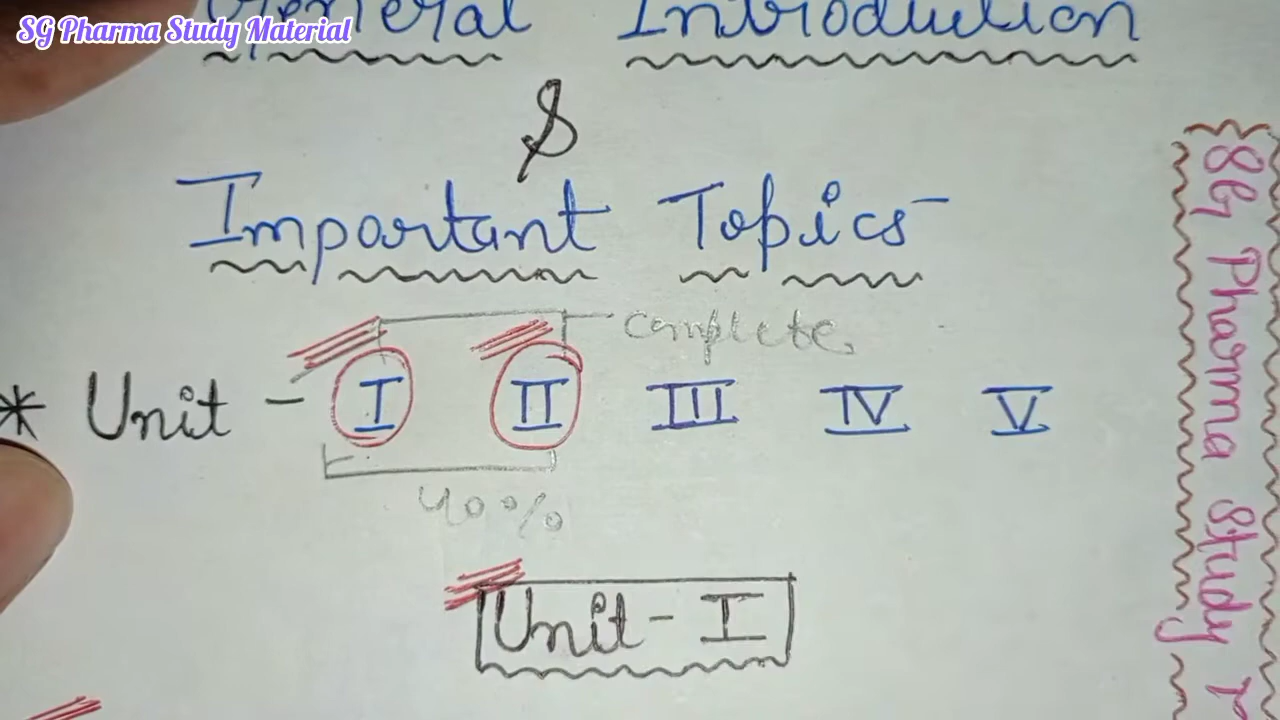 SG Pharma Study Material
General Introduction
&
Important Topics
Complete
* Unit - I II III IV V
40%
Unit - I
SG Pharma Study